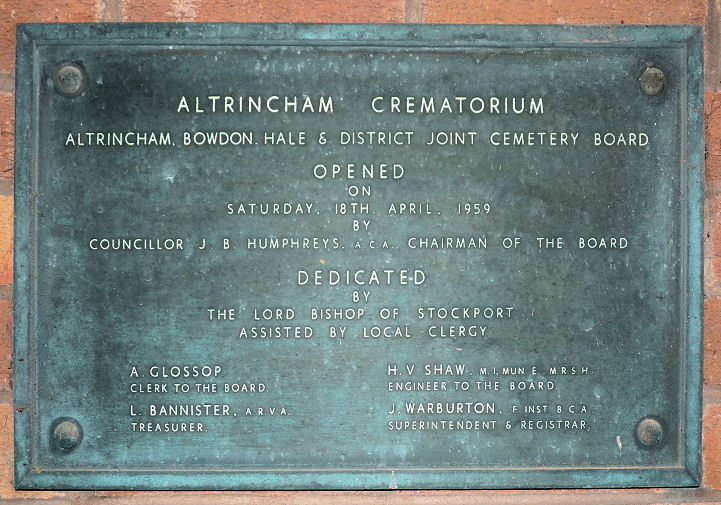 ALTRINCHAM CREMATORIUM
ALTRINCHAM, BOWDON, HALE & DISTRICT JOINT CEMETERY BOARD
OPENED
ON
SATURDAY, 18TH. APRIL, 1959
BY
COUNCILLOR J. B. HUMPHREYS, A.C.A., CHAIRMAN OF THE BOARD
DEDICATED
BY
THE LORD BISHOP OF STOCKPORT
ASSISTED BY LOCAL CLERGY
A. GLOSSOP
CLERK TO THE BOARD.
L. BANNISTER, A.R.V.A.,
TREASURER.
H. V SHAW, M.I.MUN E., M.R.S.H.
ENGINEER TO THE BOARD.
J. WARBURTON, F INST B.C.A.
SUPERINTENDENT & REGISTRAR,